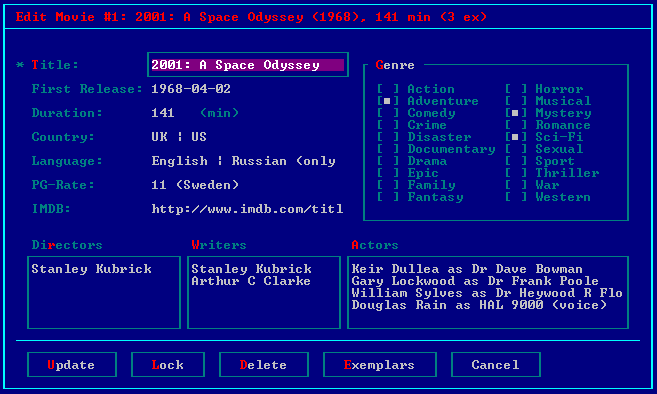 Edit Movie #1: 2001: A Space Odyssey (1968), 141 min (3 ex)
* Title: 2001: A Space Odyssey
First Release: 1968-04-02
Duration: 141 (min)
Country: UK ¦ US
Language: English ¦ Russian (only
PG-Rate: 11 (Sweden)
IMDB: http://www.imdb.com/titl
Genre
[ ] Action [ ] Horror
[■] Adventure [ ] Musical
[ ] Comedy [■] Mystery
[ ] Crime [ ] Romance
[ ] Disaster [■] Sci-Fi
[ ] Documentary [ ] Sexual
[ ] Drama [ ] Sport
[ ] Epic [ ] Thriller
[ ] Family [ ] War
[ ] Fantasy [ ] Western
Directors
Stanley Kubrick
Writers
Stanley Kubrick
Arthur C Clarke
Actors
Keir Dullea as Dr Dave Bowman
Gary Lockwood as Dr Frank Poole
William Sylves as Dr Heywood R Flo
Douglas Rain as HAL 9000 (voice)
Update Lock Delete Exemplars Cancel